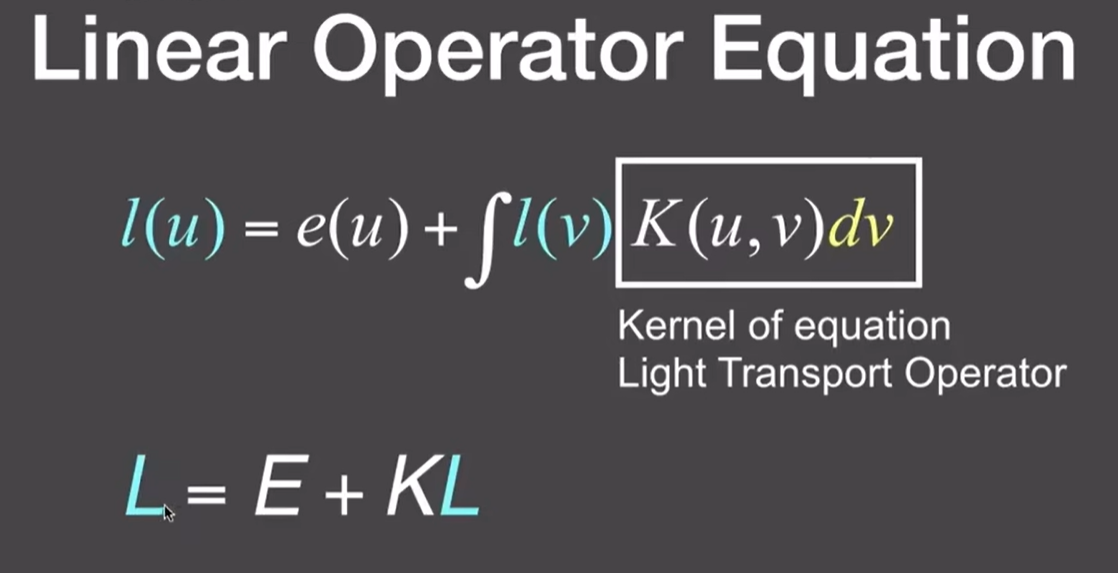 Linear Operator Equation
l(u) = e(u) + ∫l(v) K(u,v)dv
Kernel of equation
Light Transport Operator
L = E + KL